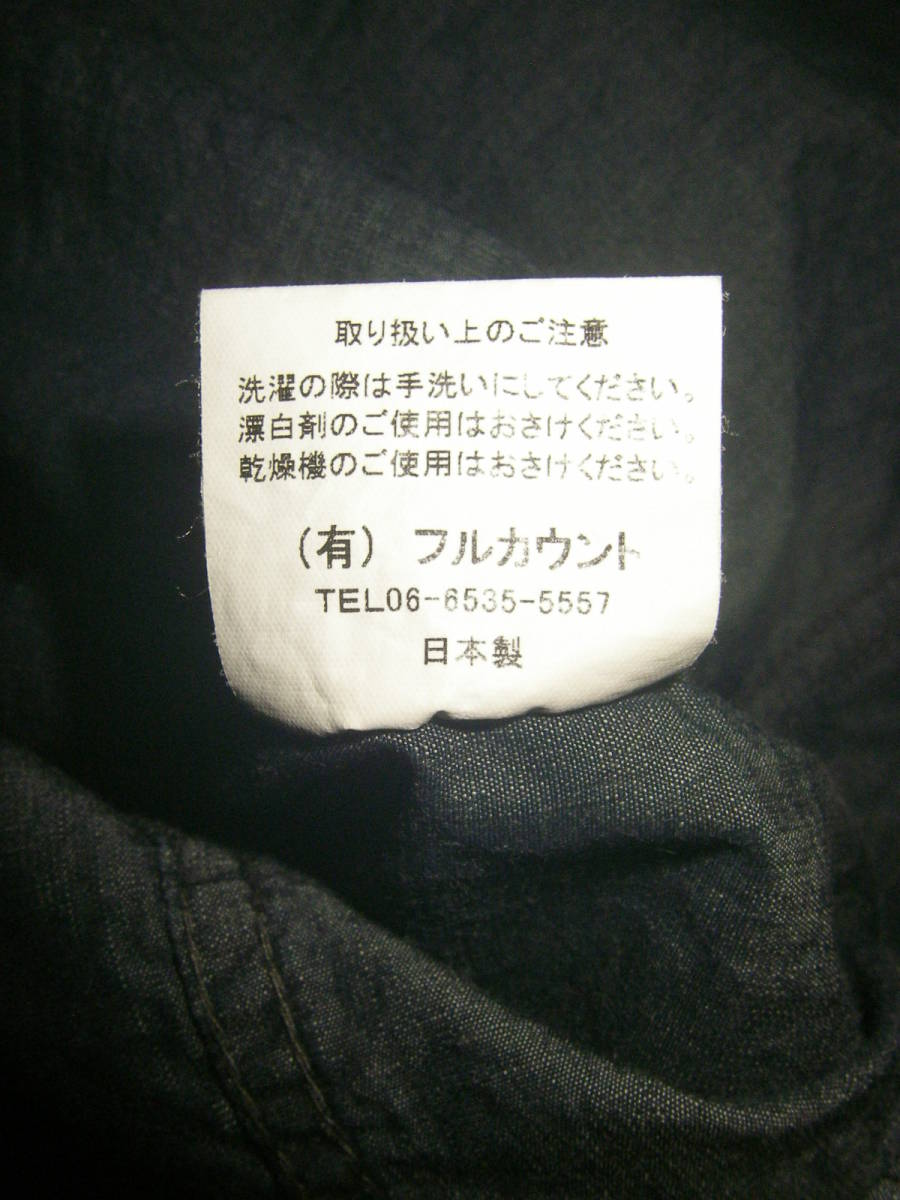 取り扱い上のご注意
洗濯の際は手洗いにしてください。
漂白剤のご使用はおさけください。
乾燥機のご使用はおさけください。
(有) フルカウント
TEL06-6535-5557
日本製